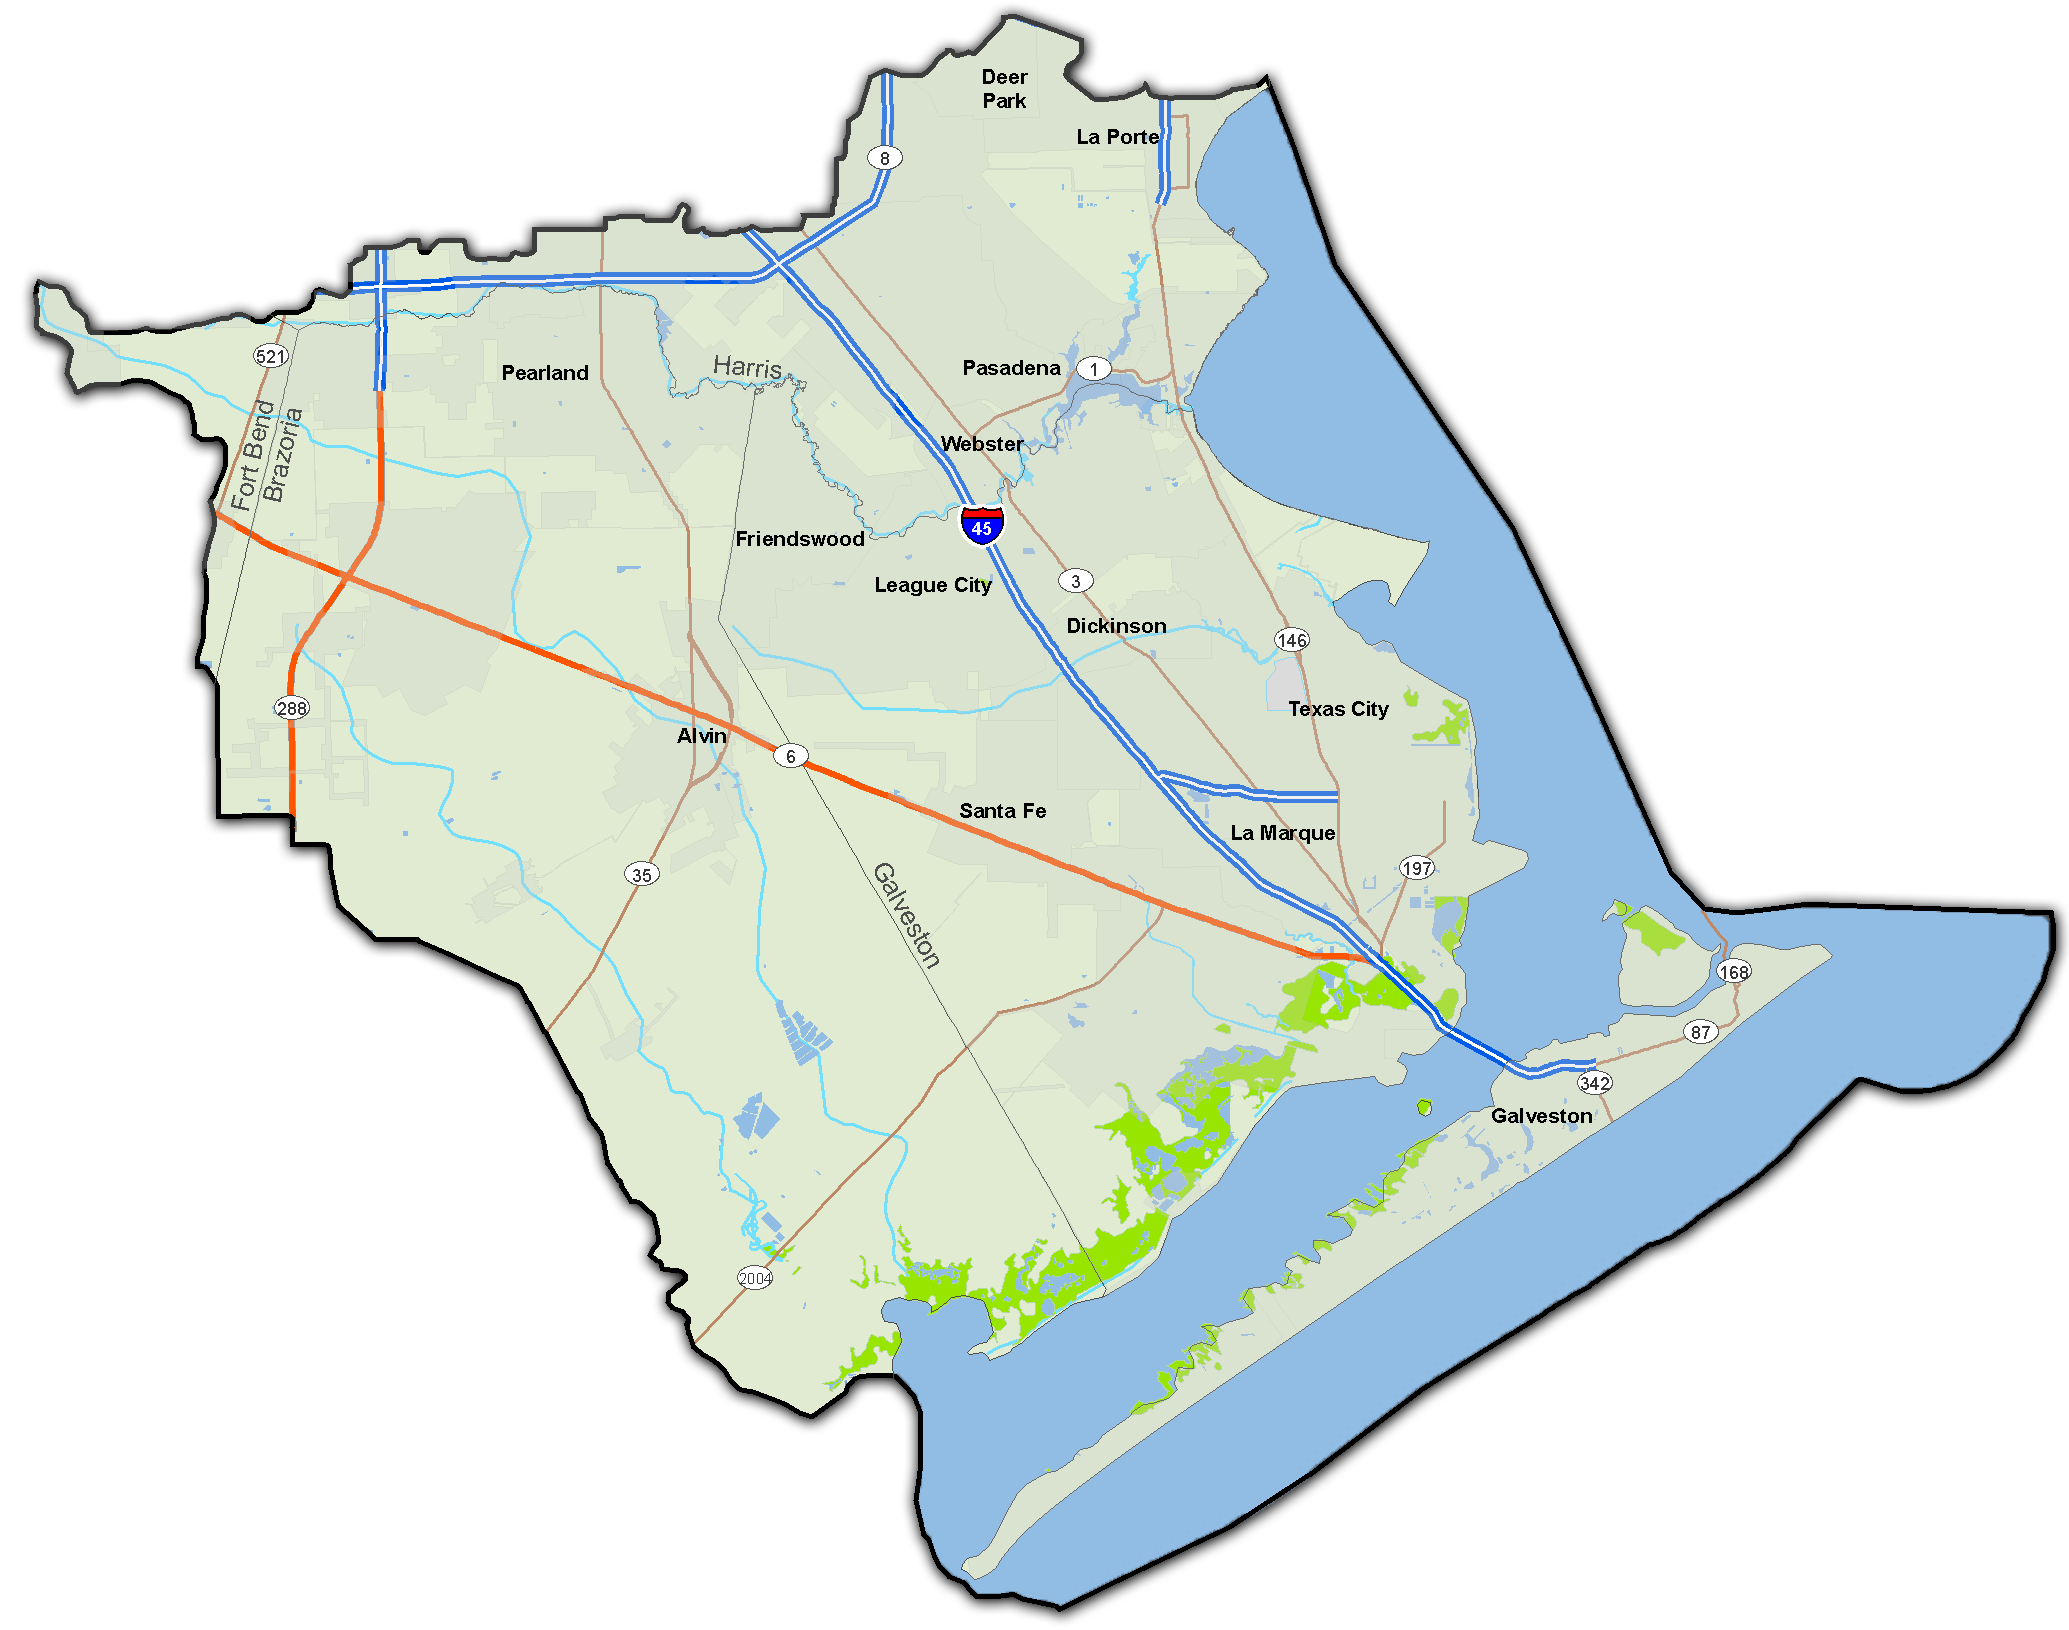 Deer
Park
La Porte
8
521
Pearland
Harris
Pasadena
1
Fort Bend
Brazoria
Webster
45
Friendswood
League City
3
Dickinson
146
288
Texas City
Alvin
6
Santa Fe
La Marque
35
197
Galveston
168
87
342
Galveston
2004